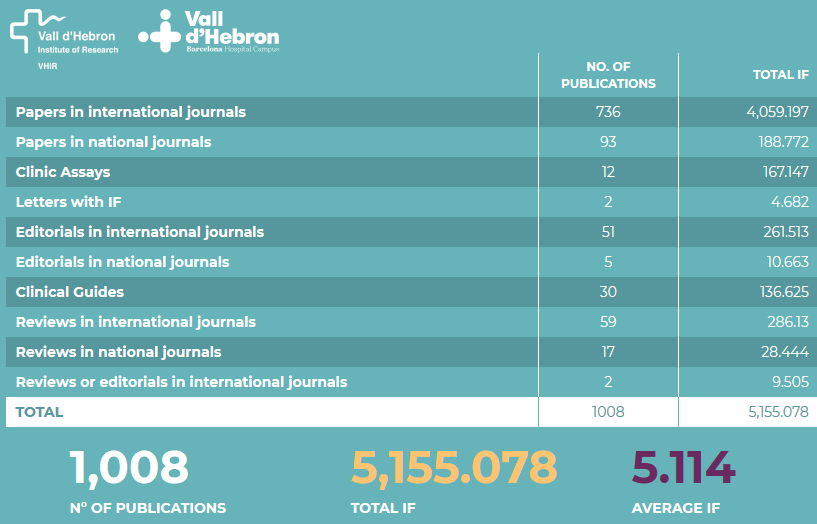 Vall d'Hebron
Institute of Research
VHIR
Vall
d'Hebron
Barcelona Hospital Campus
NO. OF
PUBLICATIONS
TOTAL IF
Papers in international journals 736 4,059.197
Papers in national journals 93 188.772
Clinic Assays 12 167.147
Letters with IF 2 4.682
Editorials in international journals 51 261.513
Editorials in national journals 5 10.663
Clinical Guides 30 136.625
Reviews in international journals 59 286.13
Reviews in national journals 17 28.444
Reviews or editorials in international journals 2 9.505
TOTAL 1008 5,155.078
1,008 5,155.078 5.114
Nº OF PUBLICATIONS TOTAL IF AVERAGE IF